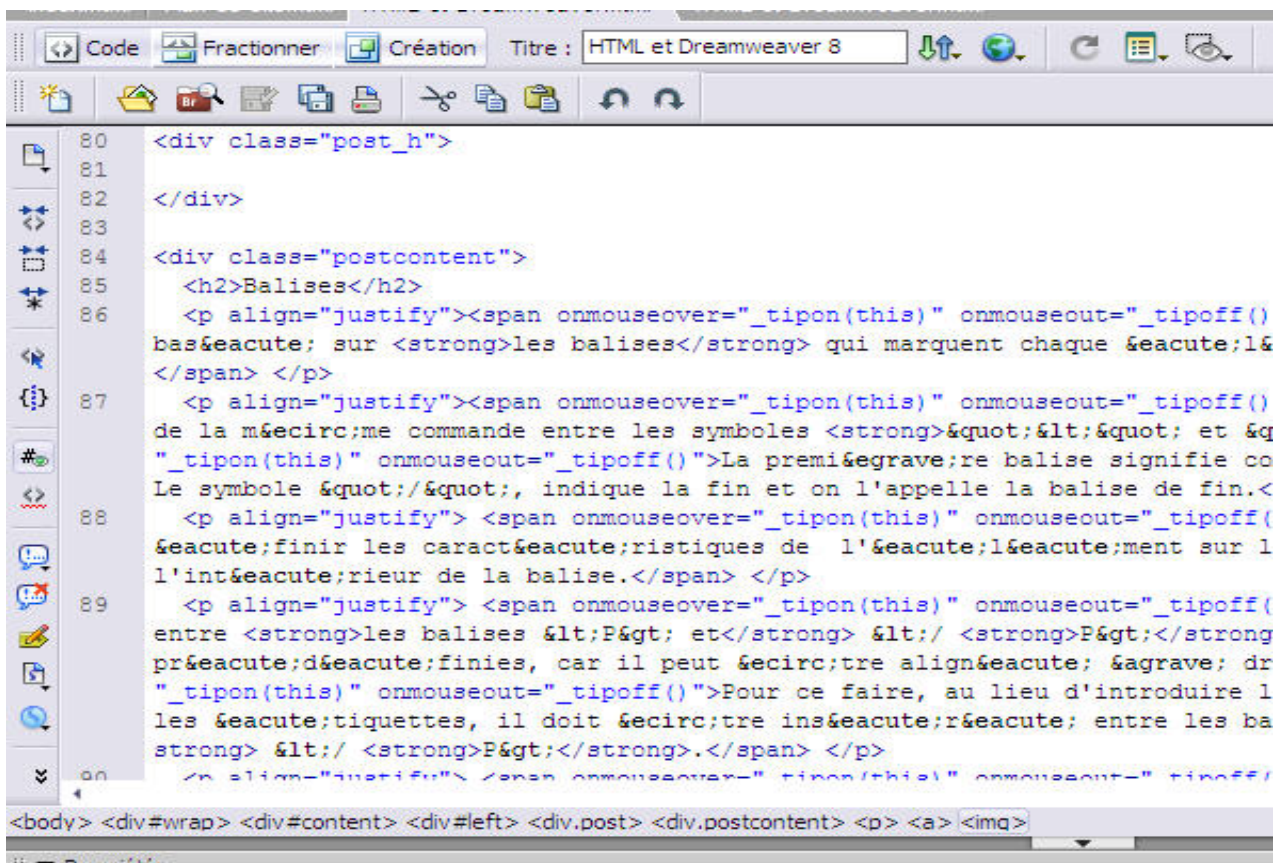 Code Fractionner Création Titre : HTML et Dreamweaver 8
80 <div class="post_h">
81
82 </div>
83
84 <div class="postcontent">
85 <h2>Balises</h2>
86 <p align="justify"><span onmouseover="_tipon(this)" onmouseout="_tipoff()
bas&eacute; sur <strong>les balises</strong> qui marquent chaque &eacute;l&
</span> </p>
87 <p align="justify"><span onmouseover="_tipon(this)" onmouseout="_tipoff()
de la m&ecirc;me commande entre les symboles <strong>&quot;&lt;&quot; et &q
"_tipon(this)" onmouseout="_tipoff()">La premi&egrave;re balise signifie co
Le symbole &quot;/&quot;, indique la fin et on l'appelle la balise de fin.<
88 <p align="justify"> <span onmouseover="_tipon(this)" onmouseout="_tipoff(
&eacute;finir les caract&eacute;ristiques de l'&eacute;l&eacute;ment sur l
l'int&eacute;rieur de la balise.</span> </p>
89 <p align="justify"> <span onmouseover="_tipon(this)" onmouseout="_tipoff(
entre <strong>les balises &lt;P&gt; et</strong> &lt;/ <strong>P&gt;</strong
pr&eacute;d&eacute;finies, car il peut &ecirc;tre align&eacute; &agrave; dr
"_tipon(this)" onmouseout="_tipoff()">Pour ce faire, au lieu d'introduire l
les &eacute;tiquettes, il doit &ecirc;tre ins&eacute;r&eacute; entre les ba
strong> &lt;/ <strong>P&gt;</strong>.</span> </p>
90 <p align="justify"> <span onmouseover="_tipon(this)" onmouseout="_tipoff(
<body> <div#wrap> <div#content> <div#left> <div.post> <div.postcontent> <p> <a> <img>